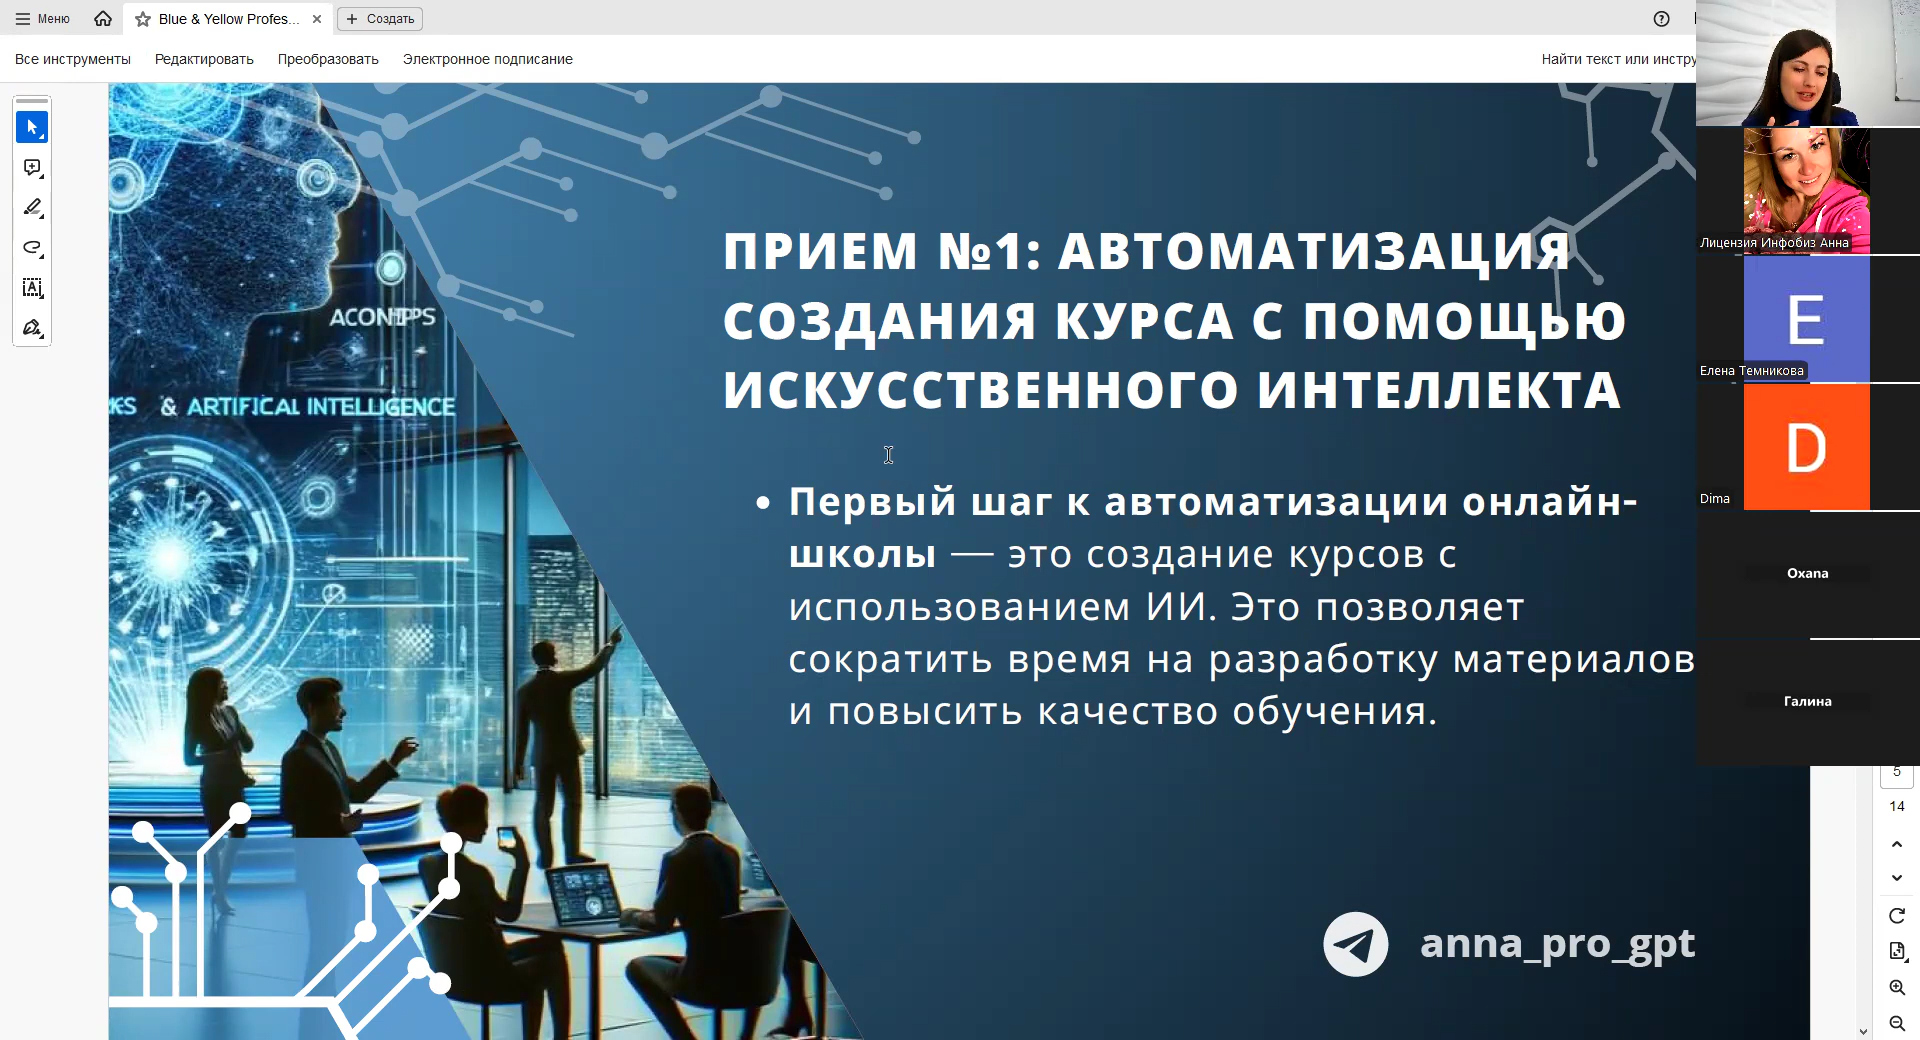 Меню
Blue & Yellow Profes...
Создать
Все инструменты
Редактировать
Преобразовать
Электронное подписание
Найти текст или инстру
ACONTPS
KS & ARTIFICAL INTELLIGENCE
ПРИЕМ №1: АВТОМАТИЗАЦИЯ
СОЗДАНИЯ КУРСА С ПОМОЩЬЮ
ИСКУССТВЕННОГО ИНТЕЛЛЕКТА
• Первый шаг к автоматизации онлайн-
школы — это создание курсов с
использованием ИИ. Это позволяет
сократить время на разработку материалов
и повысить качество обучения.
anna_pro_gpt
Лицензия Инфобиз Анна
E
Елена Темникова
D
Dima
Oxana
Галина
5
14